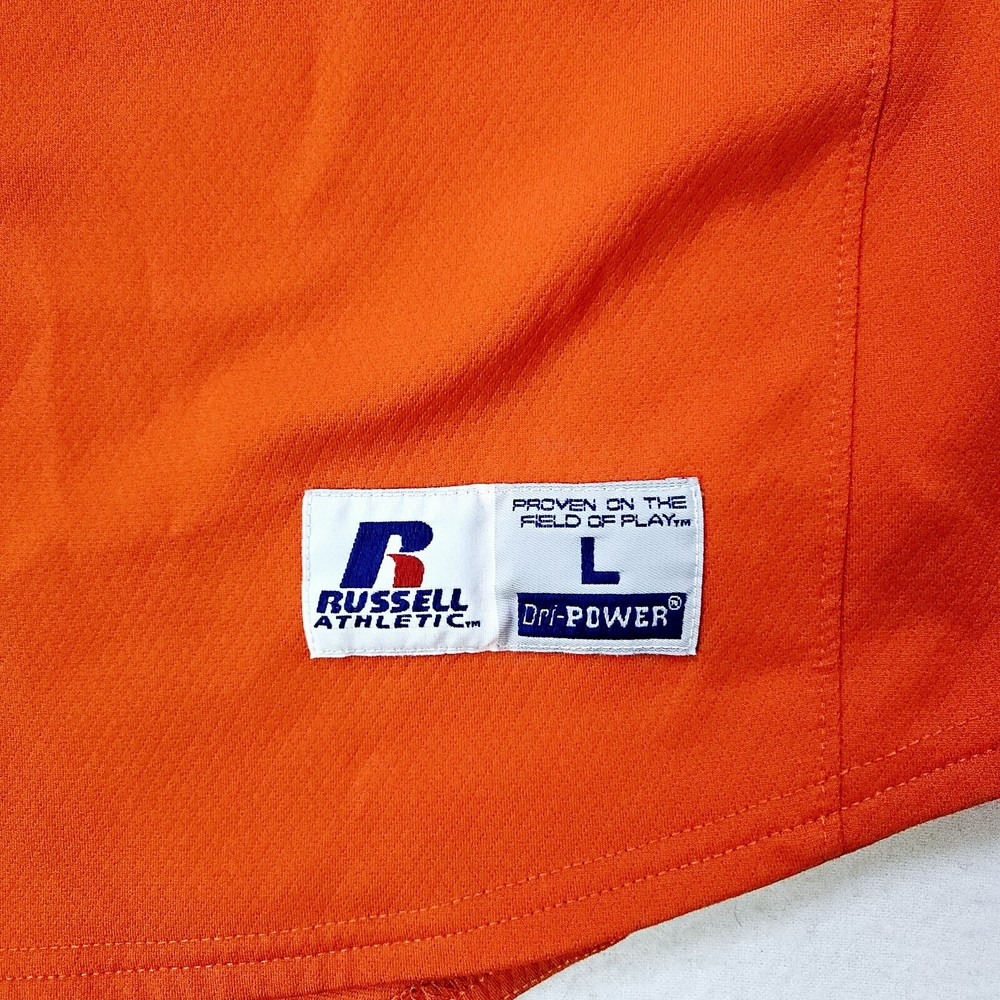 R
RUSSELL
ATHLETIC™
PROVEN ON THE
FIELD OF PLAY™
L
Dri-POWER®